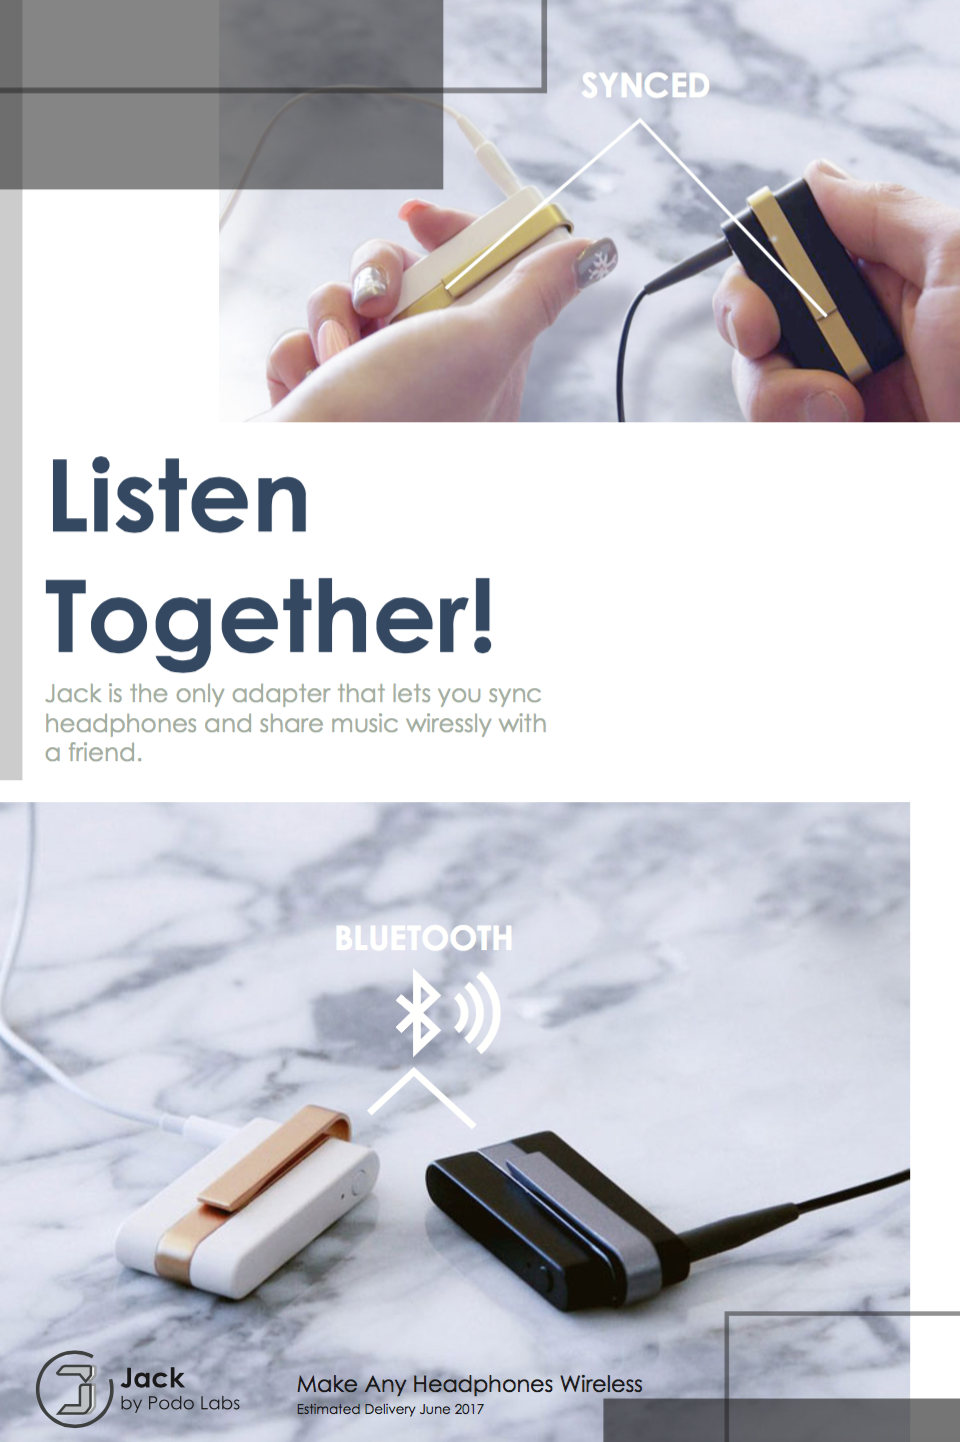 SYNCED
Listen
Together!
Jack is the only adapter that lets you sync
headphones and share music wiressly with
a friend.
BLUETOOTH
Jack
by Podo Labs
Make Any Headphones Wireless
Estimated Delivery June 2017